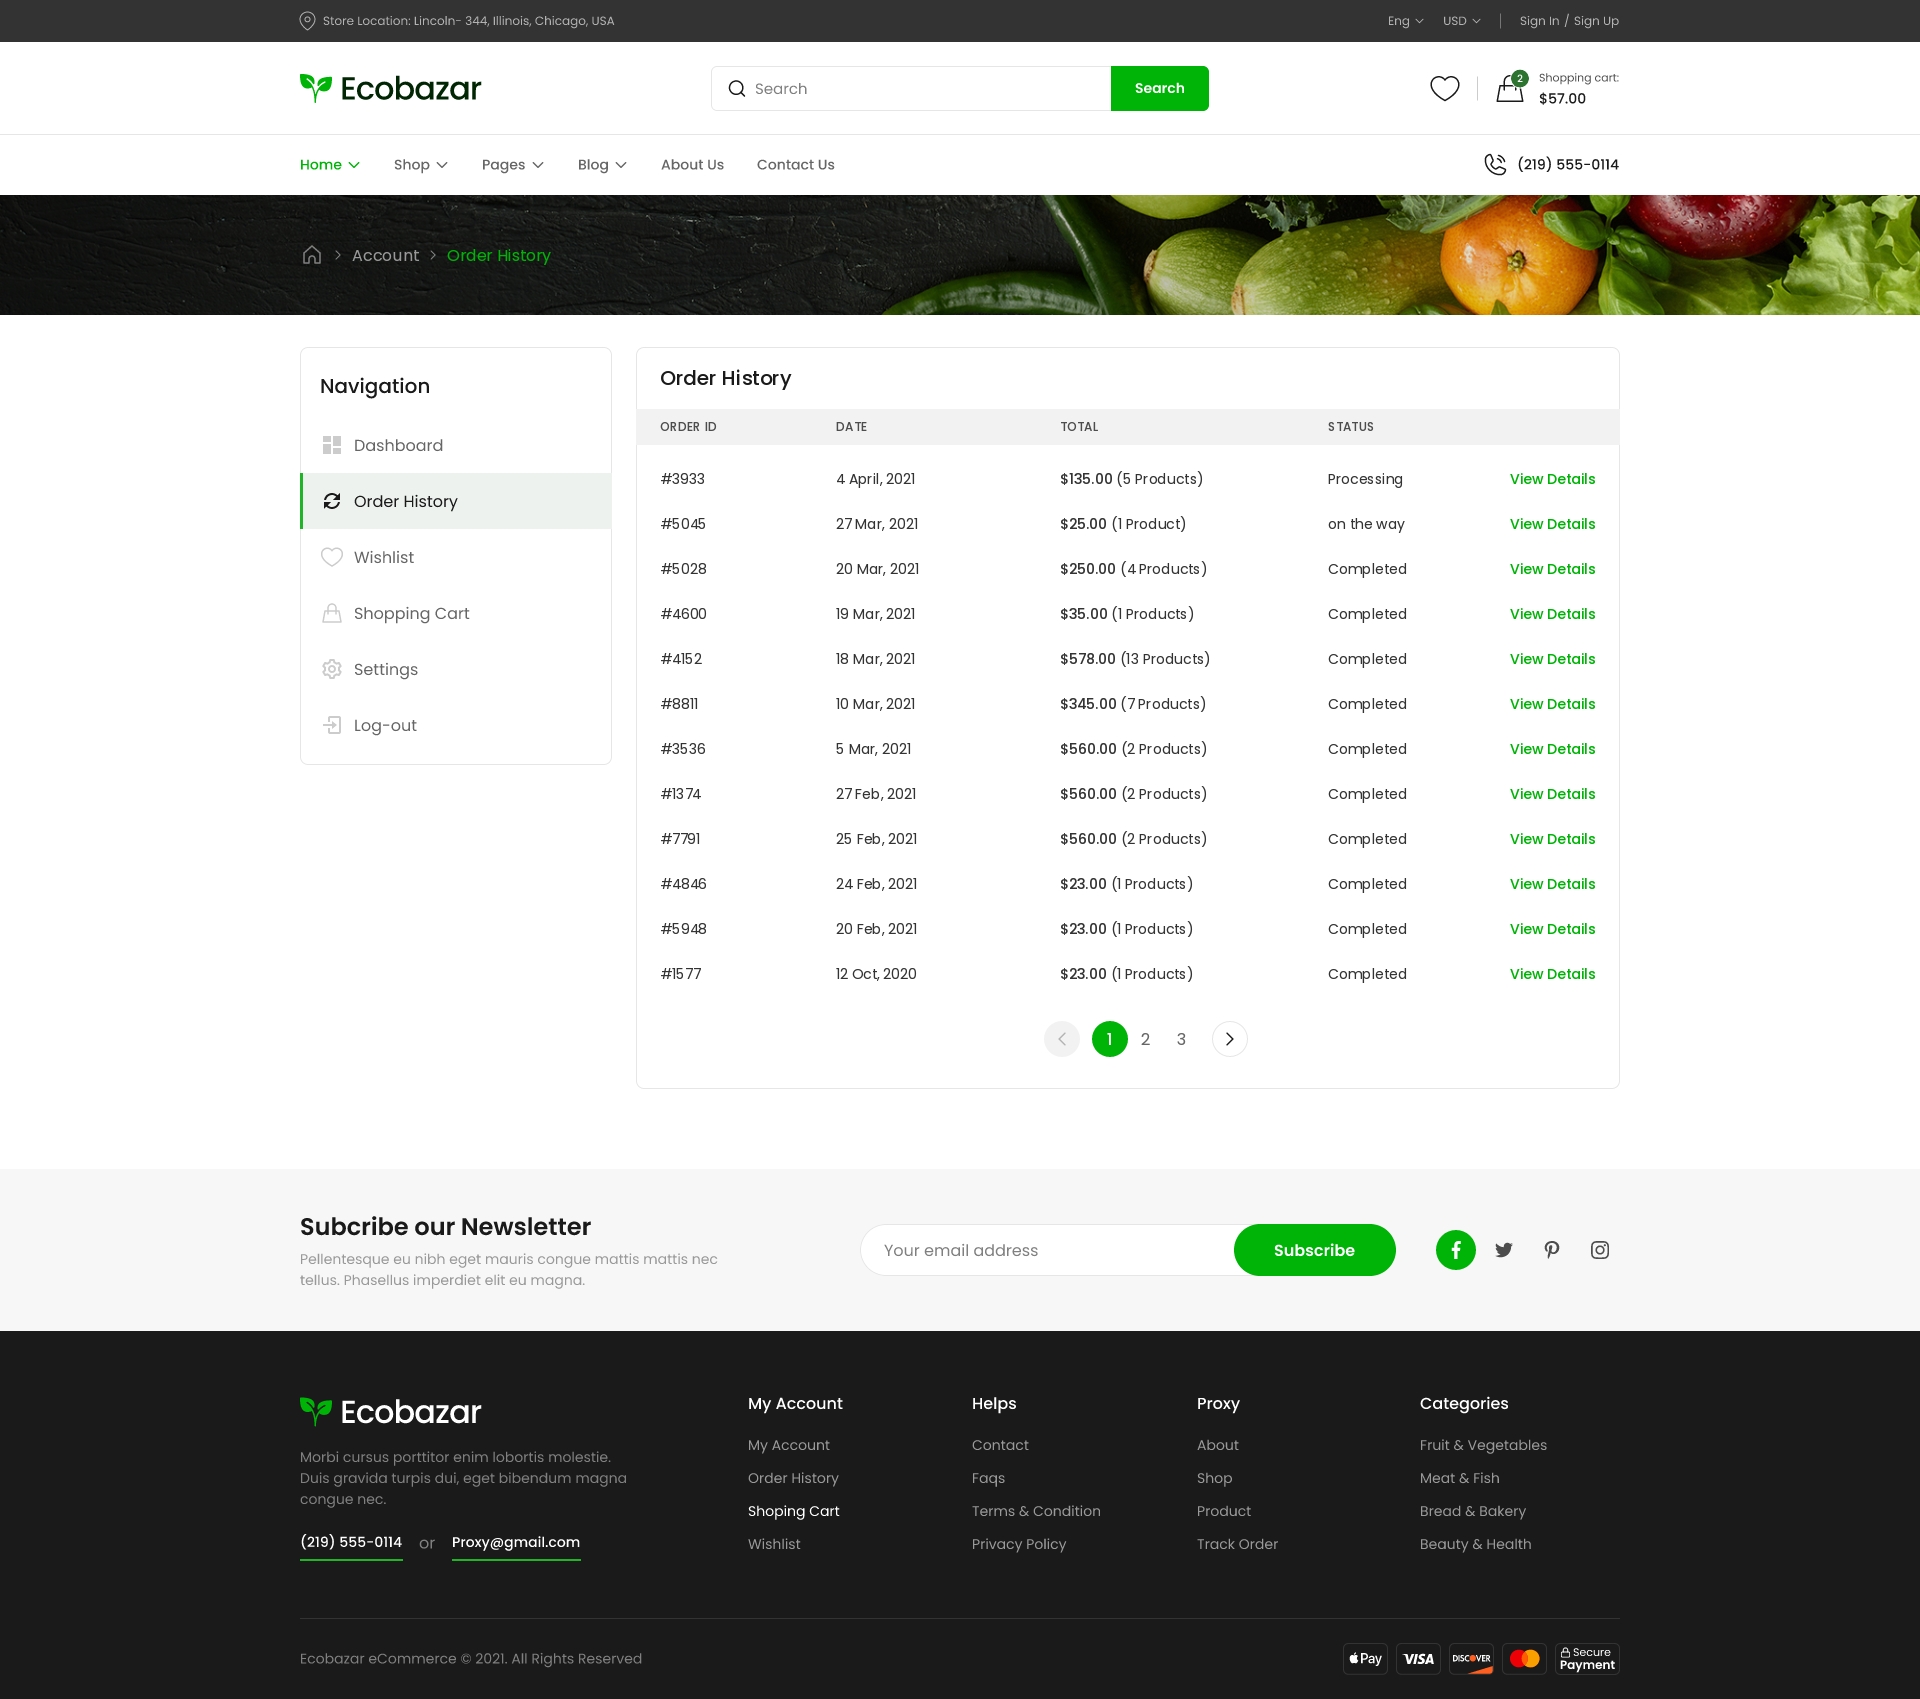 Store Location: Lincoln- 344, Illinois, Chicago, USA
Eng USD Sign In / Sign Up
Ecobazar
Search
Search
2
Shopping cart:
$57.00
Home Shop Pages Blog About Us Contact Us
(219) 555-0114
Account Order History
Navigation
Dashboard
Order History
Wishlist
Shopping Cart
Settings
Log-out
Order History
ORDER ID DATE TOTAL STATUS
#3933 4 April, 2021 $135.00 (5 Products) Processing View Details
#5045 27 Mar, 2021 $25.00 (1 Product) on the way View Details
#5028 20 Mar, 2021 $250.00 (4 Products) Completed View Details
#4600 19 Mar, 2021 $35.00 (1 Products) Completed View Details
#4152 18 Mar, 2021 $578.00 (13 Products) Completed View Details
#8811 10 Mar, 2021 $345.00 (7 Products) Completed View Details
#3536 5 Mar, 2021 $560.00 (2 Products) Completed View Details
#1374 27 Feb, 2021 $560.00 (2 Products) Completed View Details
#7791 25 Feb, 2021 $560.00 (2 Products) Completed View Details
#4846 24 Feb, 2021 $23.00 (1 Products) Completed View Details
#5948 20 Feb, 2021 $23.00 (1 Products) Completed View Details
#1577 12 Oct, 2020 $23.00 (1 Products) Completed View Details
1 2 3
Subcribe our Newsletter
Pellentesque eu nibh eget mauris congue mattis mattis nec
tellus. Phasellus imperdiet elit eu magna.
Your email address
Subscribe
Ecobazar
Morbi cursus porttitor enim lobortis molestie.
Duis gravida turpis dui, eget bibendum magna
congue nec.
(219) 555-0114 or Proxy@gmail.com
My Account
My Account
Order History
Shoping Cart
Wishlist
Helps
Contact
Faqs
Terms & Condition
Privacy Policy
Proxy
About
Shop
Product
Track Order
Categories
Fruit & Vegetables
Meat & Fish
Bread & Bakery
Beauty & Health
Ecobazar eCommerce © 2021. All Rights Reserved
Pay
VISA
DISCOVER
Secure
Payment